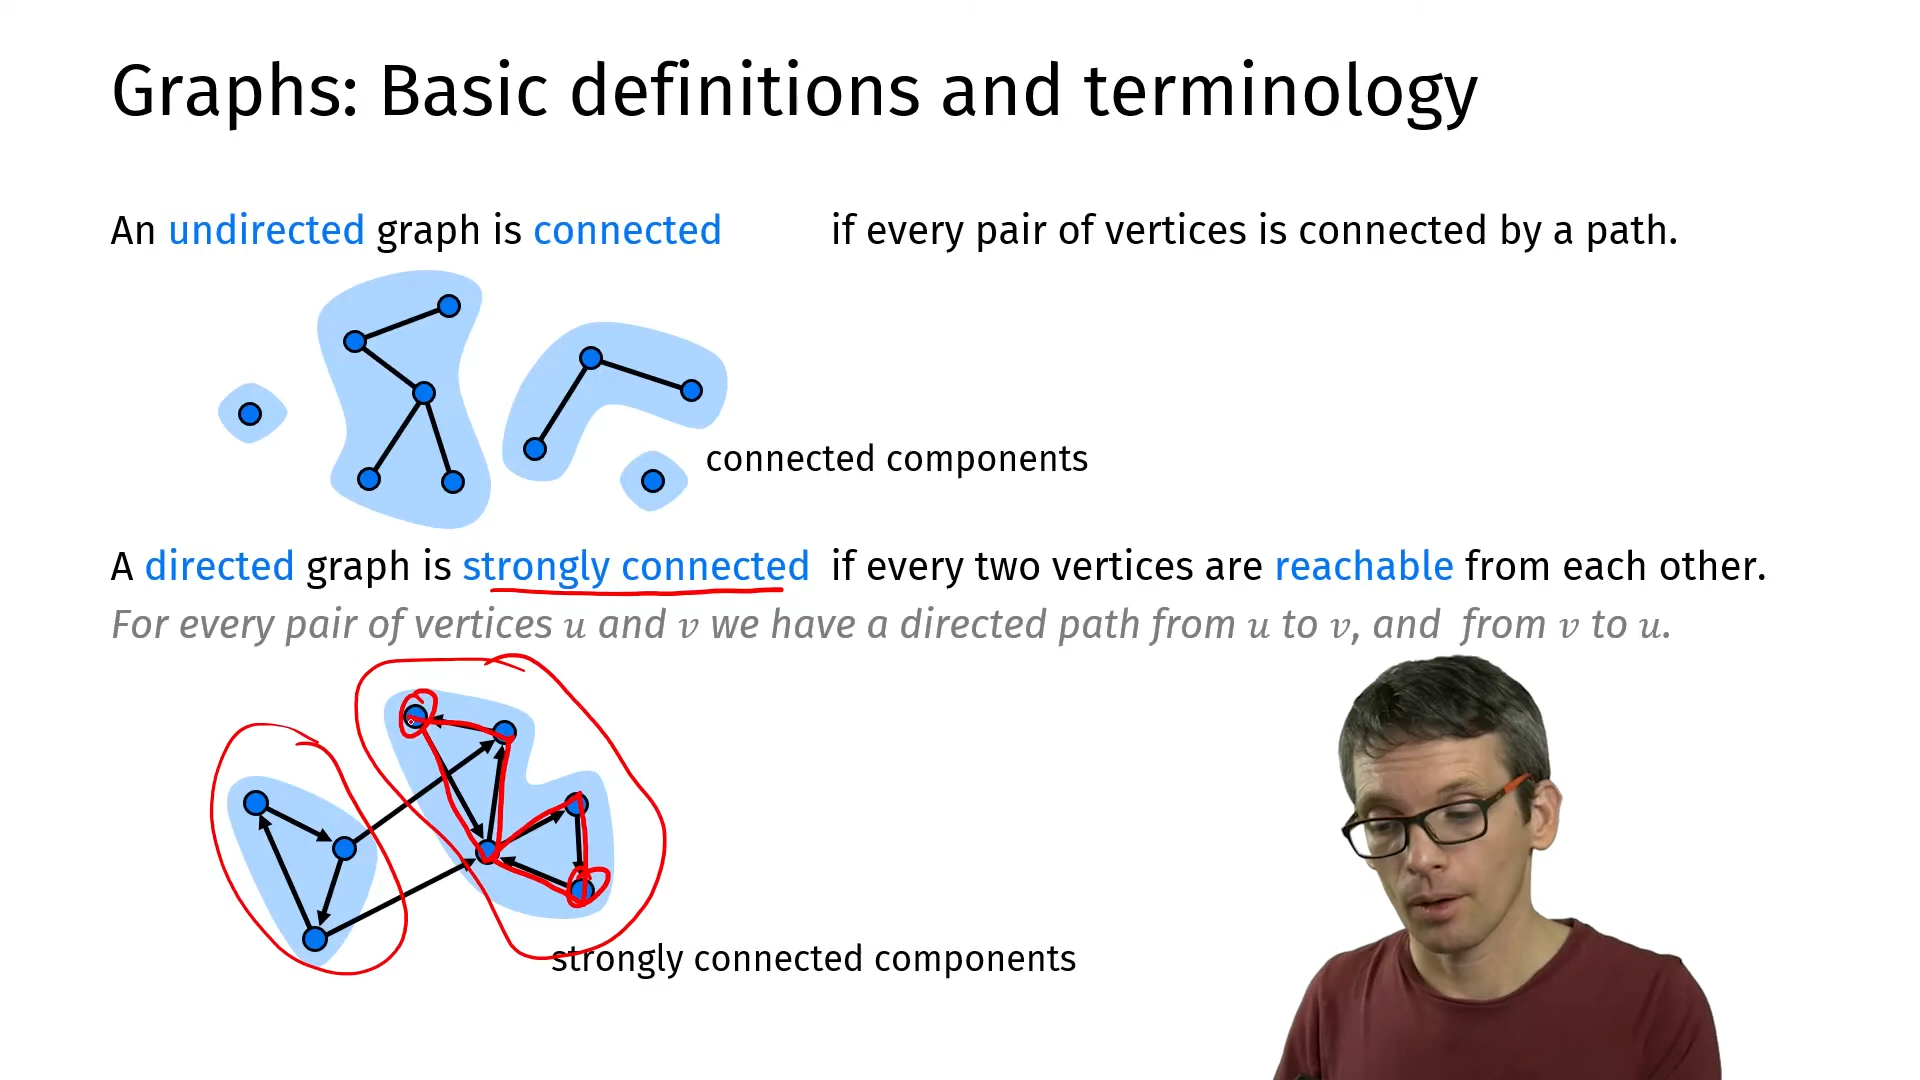 Graphs: Basic definitions and terminology
An undirected graph is connected if every pair of vertices is connected by a path.
connected components
A directed graph is strongly connected if every two vertices are reachable from each other.
For every pair of vertices u and v we have a directed path from u to v, and from v to u.
strongly connected components